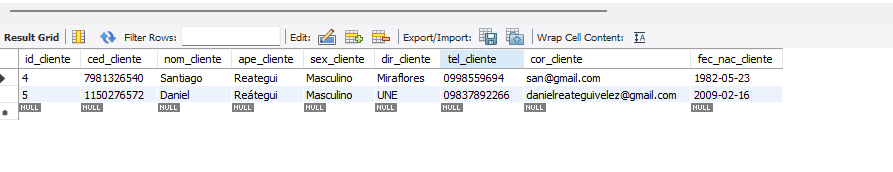 Result Grid Filter Rows: Edit: Export/Import: Wrap Cell Content: IA
id_cliente ced_cliente nom_cliente ape_cliente sex_cliente dir_cliente tel_cliente cor_cliente fec_nac_cliente
4 7981326540 Santiago Reategui Masculino Miraflores 0998559694 san@gmail.com 1982-05-23
5 1150276572 Daniel Reátegui Masculino UNE 09837892266 danielreateguivelez@gmail.com 2009-02-16
NULL NULL NULL NULL NULL NULL NULL NULL NULL